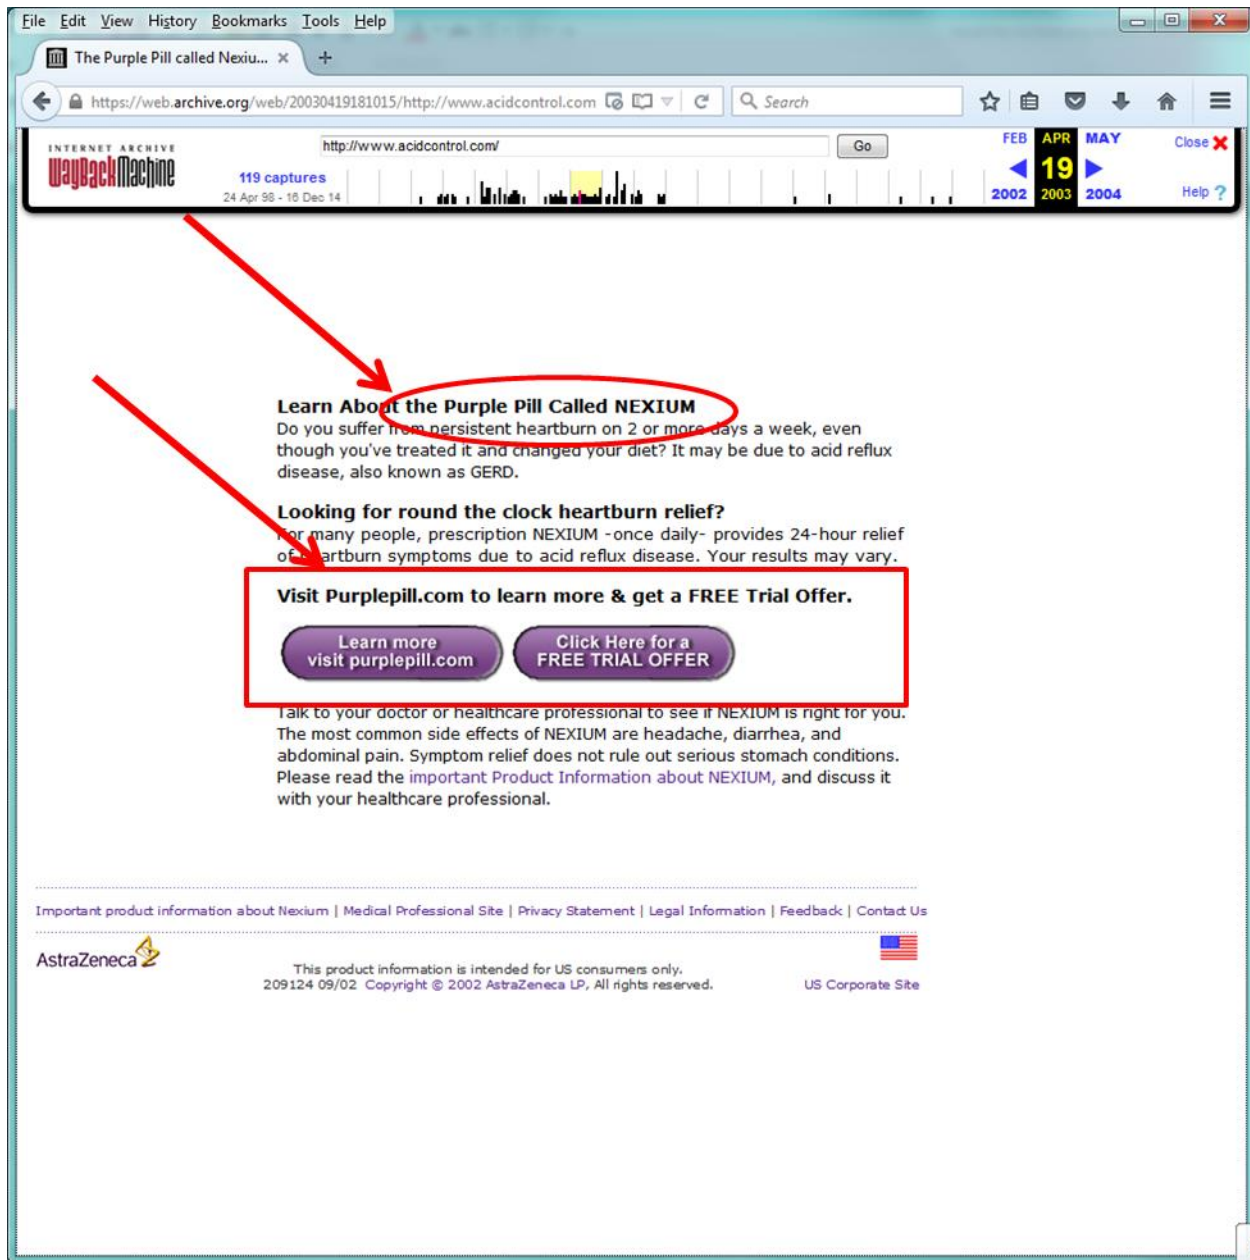 File Edit View History Bookmarks Tools Help
The Purple Pill called Nexiu... × +
https://web.archive.org/web/20030419181015/http://www.acidcontrol.com Search
INTERNET ARCHIVE
WayBackMachine
http://www.acidcontrol.com/ Go
119 captures
24 Apr 98 - 16 Dec 14
FEB APR MAY
19
2002 2003 2004
Close
Help ?
Learn About the Purple Pill Called NEXIUM
Do you suffer from persistent heartburn on 2 or more days a week, even
though you've treated it and changed your diet? It may be due to acid reflux
disease, also known as GERD.
Looking for round the clock heartburn relief?
For many people, prescription NEXIUM -once daily- provides 24-hour relief
of heartburn symptoms due to acid reflux disease. Your results may vary.
Visit Purplepill.com to learn more & get a FREE Trial Offer.
Learn more
visit purplepill.com
Click Here for a
FREE TRIAL OFFER
Talk to your doctor or healthcare professional to see if NEXIUM is right for you.
The most common side effects of NEXIUM are headache, diarrhea, and
abdominal pain. Symptom relief does not rule out serious stomach conditions.
Please read the important Product Information about NEXIUM, and discuss it
with your healthcare professional.
Important product information about Nexium | Medical Professional Site | Privacy Statement | Legal Information | Feedback | Contact Us
AstraZeneca
This product information is intended for US consumers only.
209124 09/02 Copyright © 2002 AstraZeneca LP, All rights reserved.
US Corporate Site